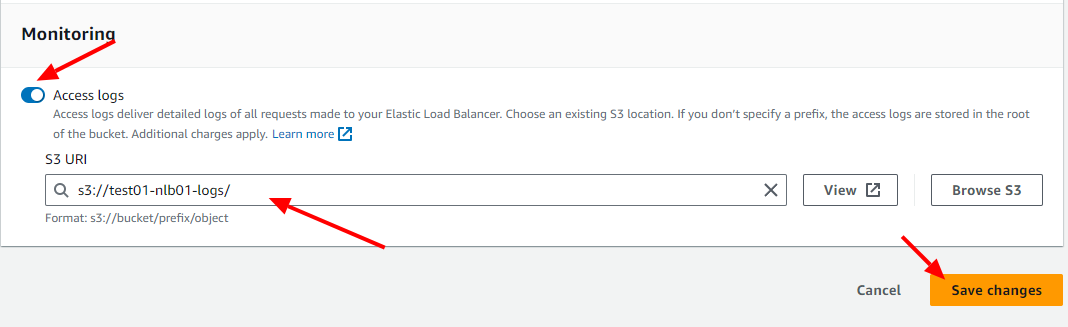 Monitoring
Access logs
Access logs deliver detailed logs of all requests made to your Elastic Load Balancer. Choose an existing S3 location. If you don't specify a prefix, the access logs are stored in the root
of the bucket. Additional charges apply. Learn more
S3 URI
s3://test01-nlb01-logs/
View
Browse S3
Format: s3://bucket/prefix/object
Cancel
Save changes